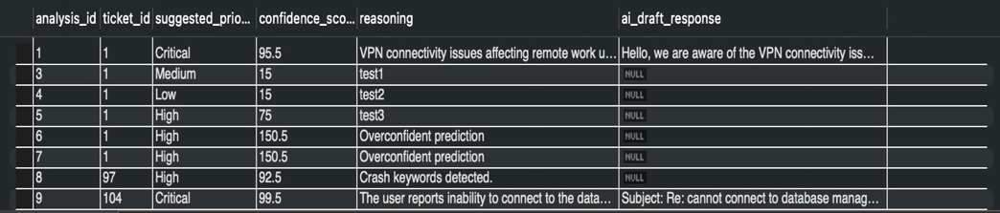 analysis_id ticket_id suggested_prio... confidence_sco... reasoning ai_draft_response
1 1 Critical 95.5 VPN connectivity issues affecting remote work u... Hello, we are aware of the VPN connectivity iss...
3 1 Medium 15 test1 NULL
4 1 Low 15 test2 NULL
5 1 High 75 test3 NULL
6 1 High 150.5 Overconfident prediction NULL
7 1 High 150.5 Overconfident prediction NULL
8 97 High 92.5 Crash keywords detected. NULL
9 104 Critical 99.5 The user reports inability to connect to the data... Subject: Re: cannot connect to database manag...